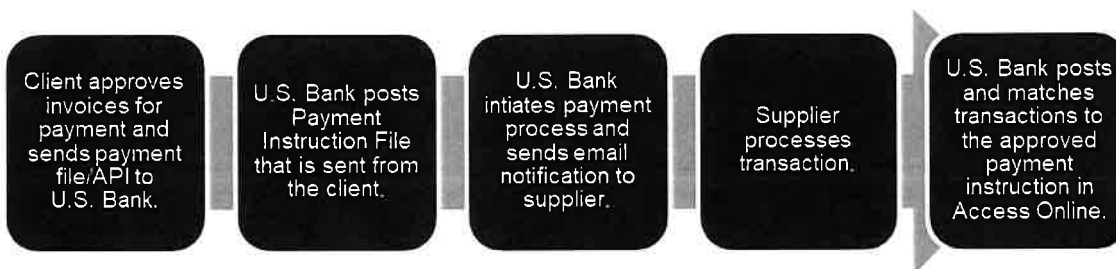 Client approves
invoices for
payment and
sends payment
file/API to
U.S. Bank.
U.S. Bank posts
Payment
Instruction File
that is sent from
the client.
U.S. Bank
intiates payment
process and
sends email
notification to
supplier.
Supplier
processes
transaction.
U.S. Bank posts
and matches
transactions to
the approved
payment
instruction in
Access Online.